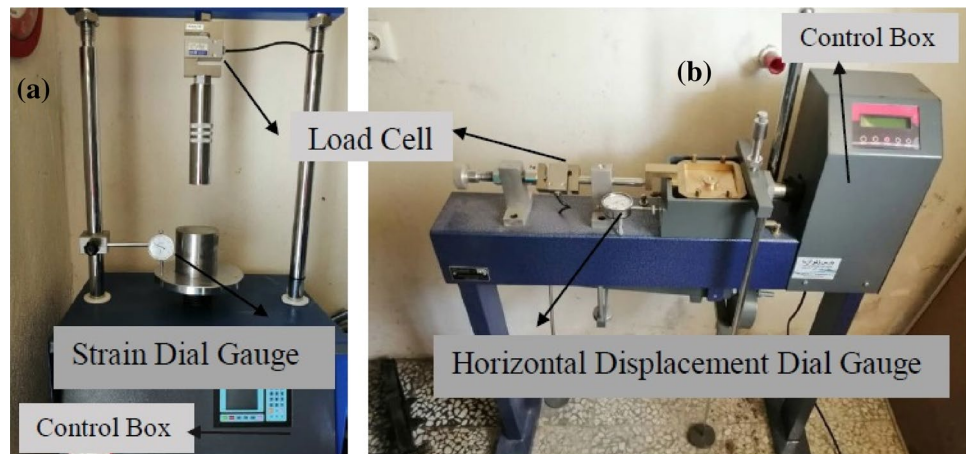 (a)
(b)
Control Box
Load Cell
Strain Dial Gauge
Horizontal Displacement Dial Gauge
Control Box